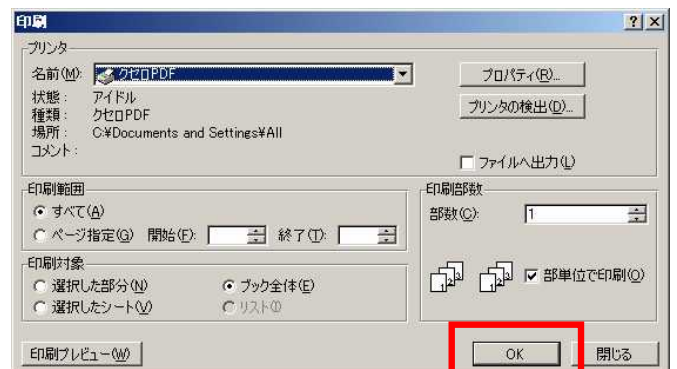 印刷
プリンタ
名前(M): クセロPDF
プロパティ(R)...
状態 : アイドル
種類 : クセロPDF
プリンタの検出(D)...
場所 : C:¥Documents and Settings¥All
コメント :
ファイルへ出力(L)
印刷範囲
すべて(A)
ページ指定(G) 開始(F): 終了(T):
印刷部数
部数(C): 1
部単位で印刷(O)
印刷対象
選択した部分(N) ブック全体(E)
選択したシート(V) リスト(I)
印刷プレビュー(W)
OK 閉じる